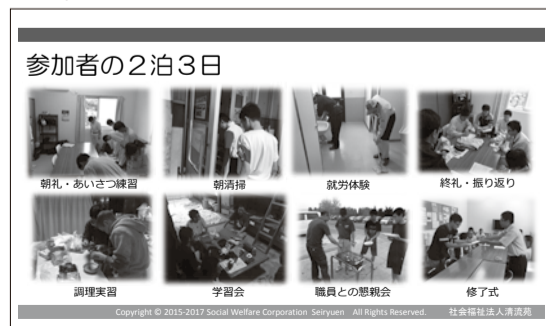 参加者の２泊３日
朝礼・あいさつ練習
朝清掃
就労体験
終礼・振り返り
調理実習
学習会
職員との懇親会
修了式
Copyright © 2015-2017 Social Welfare Corporation Seiryuen All Rights Reserved. 社会福祉法人清流苑